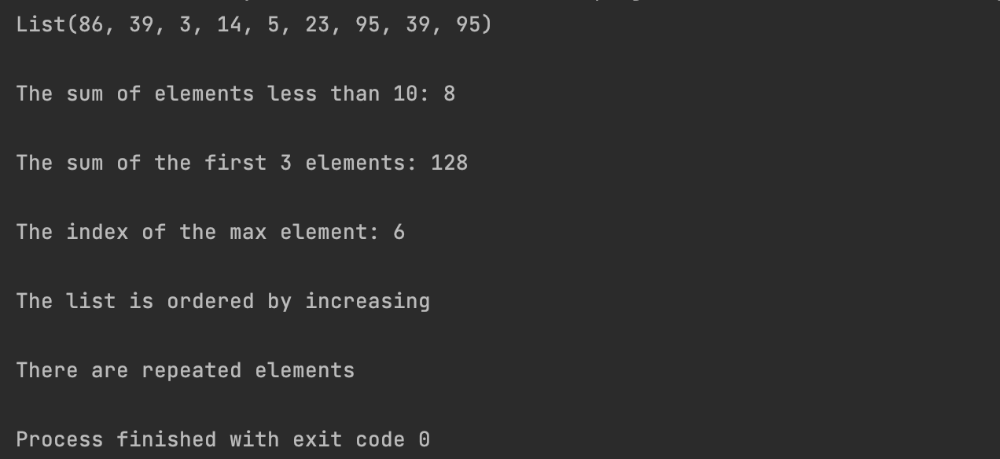 List(86, 39, 3, 14, 5, 23, 95, 39, 95)
The sum of elements less than 10: 8
The sum of the first 3 elements: 128
The index of the max element: 6
The list is ordered by increasing
There are repeated elements
Process finished with exit code 0